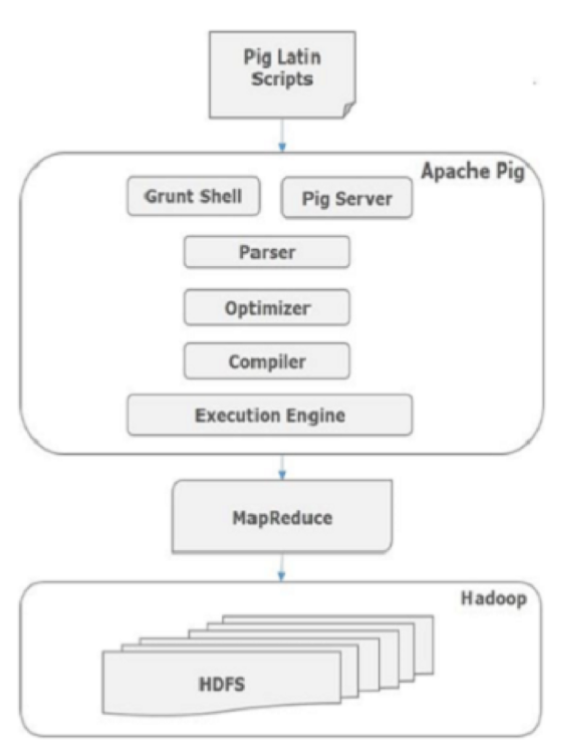 Pig Latin
Scripts
Apache Pig
Grunt Shell
Pig Server
Parser
Optimizer
Compiler
Execution Engine
MapReduce
Hadoop
HDFS